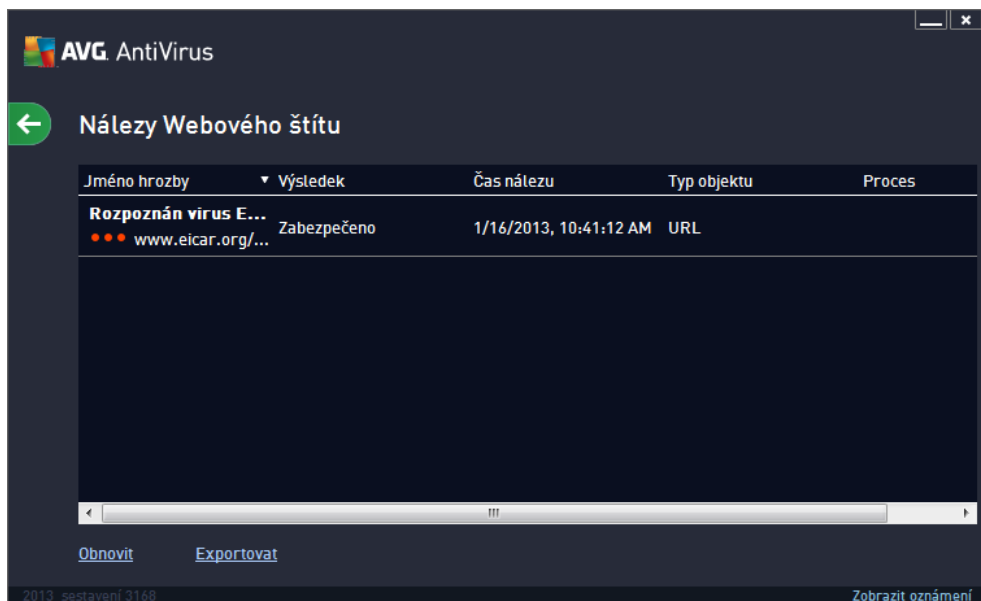 AVG. AntiVirus
Nálezy Webového štítu
Jméno hrozby Výsledek Čas nálezu Typ objektu Proces
Rozpoznán virus E...
www.eicar.org/... Zabezpečeno 1/16/2013, 10:41:12 AM URL
Obnovit Exportovat
2013 sestavení 3168 Zobrazit oznámení